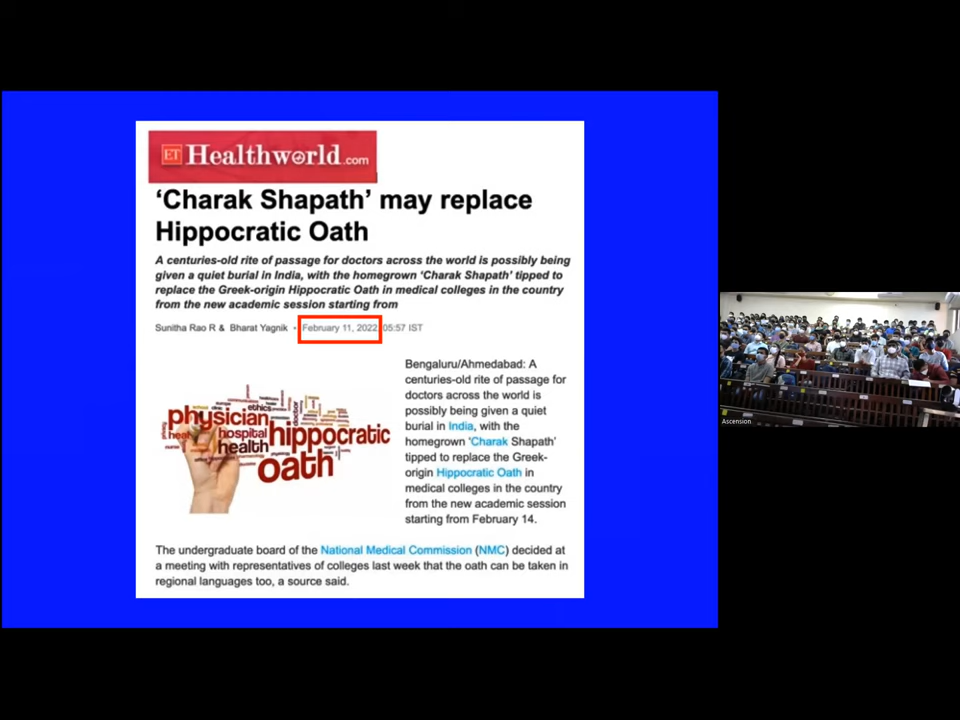 ET Healthworld.com
‘Charak Shapath’ may replace
Hippocratic Oath
A centuries-old rite of passage for doctors across the world is possibly being
given a quiet burial in India, with the homegrown ‘Charak Shapath’ tipped to
replace the Greek-origin Hippocratic Oath in medical colleges in the country
from the new academic session starting from
Sunitha Rao R & Bharat Yagnik • February 11, 2022, 05:57 IST
physician
ethics
hospital
health
hippocratic
oath
doctor
Bengaluru/Ahmedabad: A
centuries-old rite of passage for
doctors across the world is
possibly being given a quiet
burial in India, with the
homegrown ‘Charak Shapath’
tipped to replace the Greek-
origin Hippocratic Oath in
medical colleges in the country
from the new academic session
starting from February 14.
The undergraduate board of the National Medical Commission (NMC) decided at
a meeting with representatives of colleges last week that the oath can be taken in
regional languages too, a source said.
Ascension